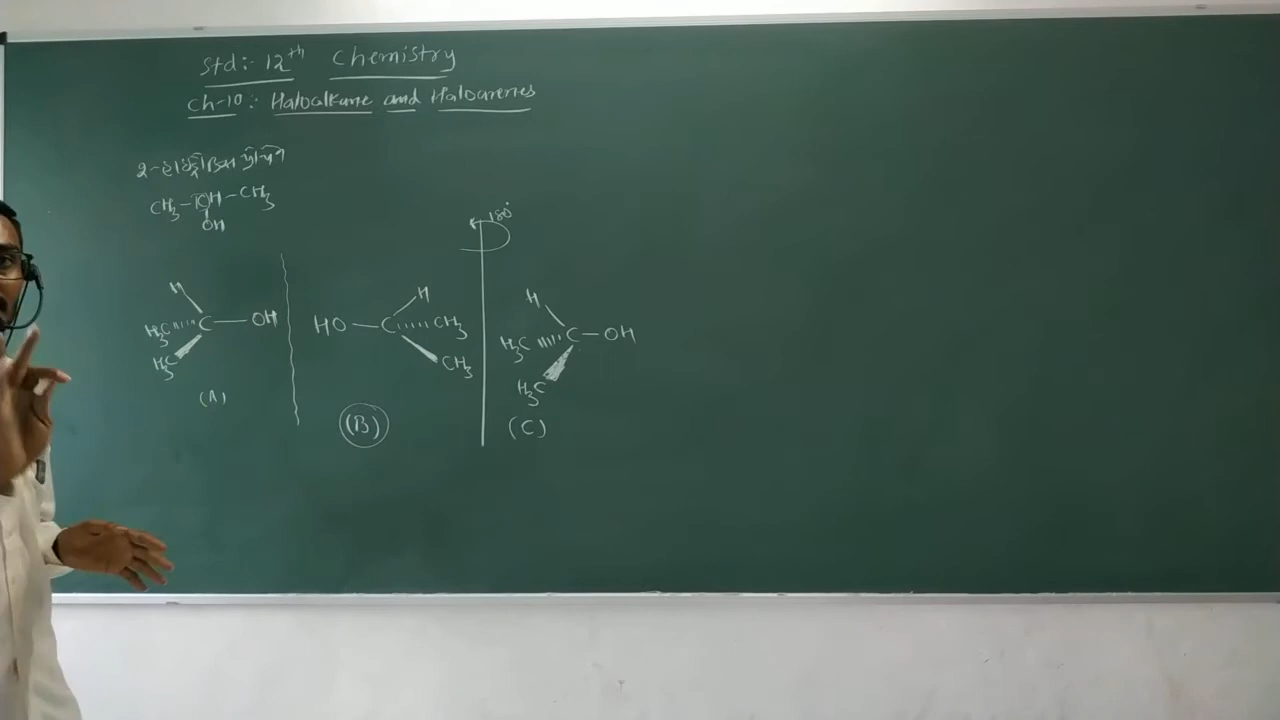 Std:- 12th Chemistry
Ch-10 : Haloalkane and Haloarenes
CH3-CH-CH3
OH
180°
H
H3C C OH
H3C
(A)
H
HO C CH3
CH3
(B)
H
H3C C OH
H3C
(C)